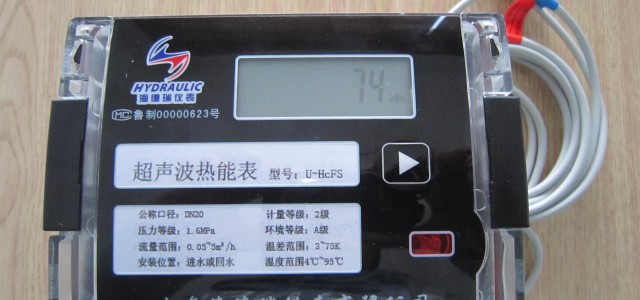 74
HYDRAULIC
海德瑞仪表
MC 鲁制00000623号
超声波热能表 型号: U-HcFS
公称口径: DN20 计量等级: 2级
压力等级: 1.6MPa 环境等级: A级
流量范围: 0.05~5m³/h 温差范围: 3~75K
安装位置: 进水或回水 温度范围4℃~95℃